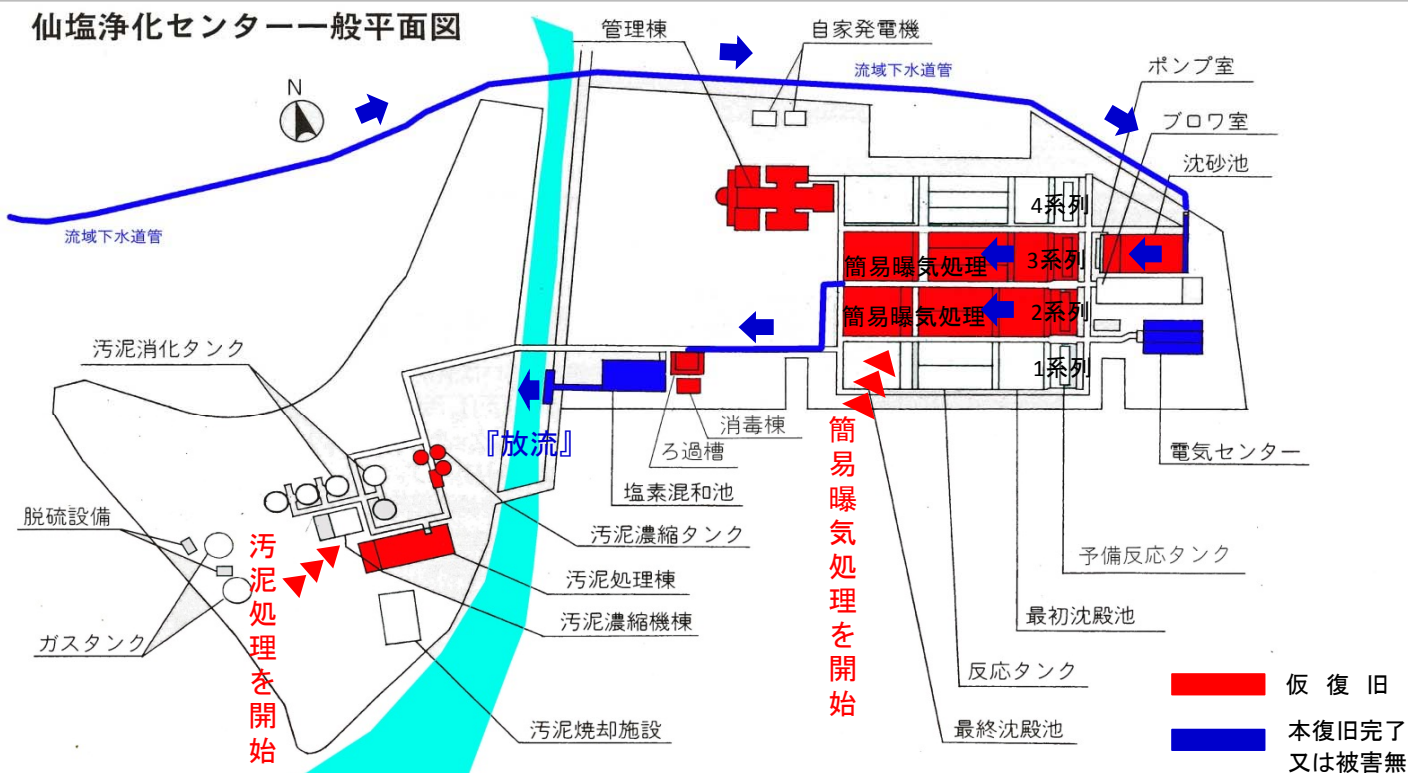 仙塩浄化センター一般平面図
N
管理棟
自家発電機
流域下水道管
ポンプ室
ブロワ室
沈砂池
流域下水道管
4系列
簡易曝気処理
3系列
簡易曝気処理
2系列
1系列
汚泥消化タンク
『放流』
消毒棟
ろ過槽
塩素混和池
電気センター
脱硫設備
汚泥濃縮タンク
予備反応タンク
汚泥処理棟
汚泥濃縮機棟
最初沈殿池
ガスタンク
反応タンク
汚泥焼却施設
最終沈殿池
汚泥処理を開始
簡易曝気処理を開始
仮 復 旧
本復旧完了
又は被害無